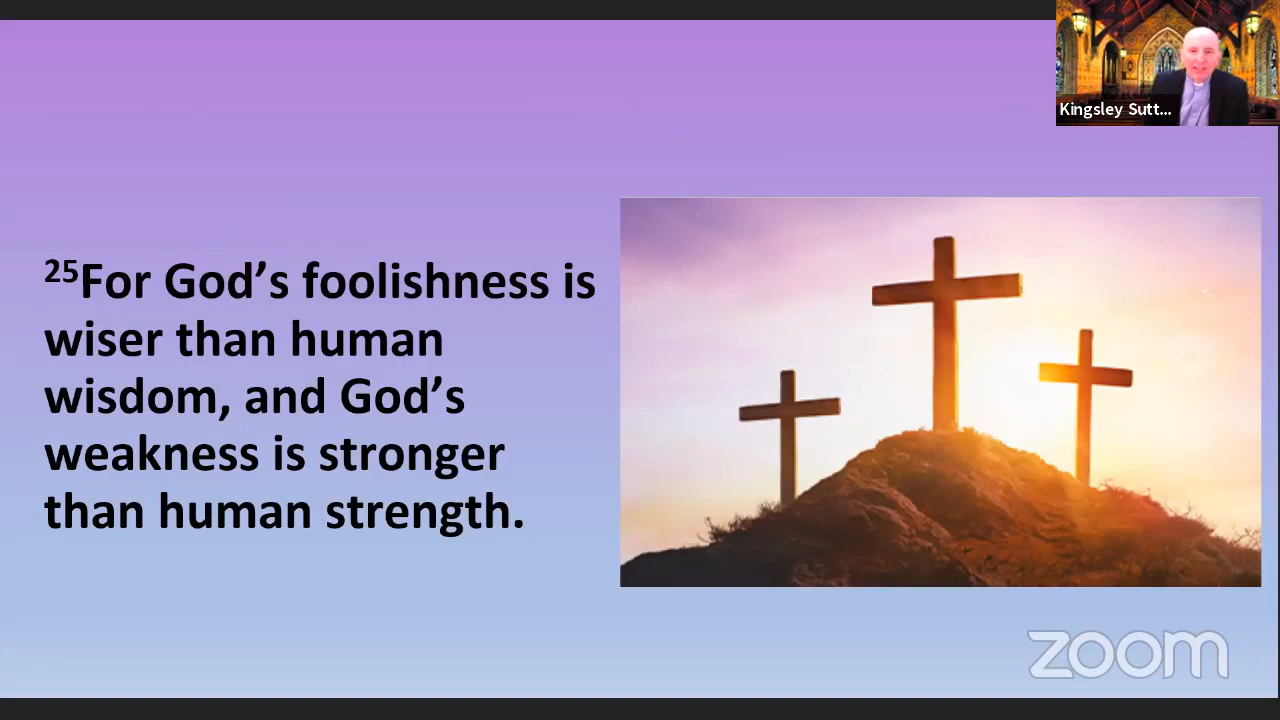 Kingsley Sutt...
25For God’s foolishness is
wiser than human
wisdom, and God’s
weakness is stronger
than human strength.
zoom